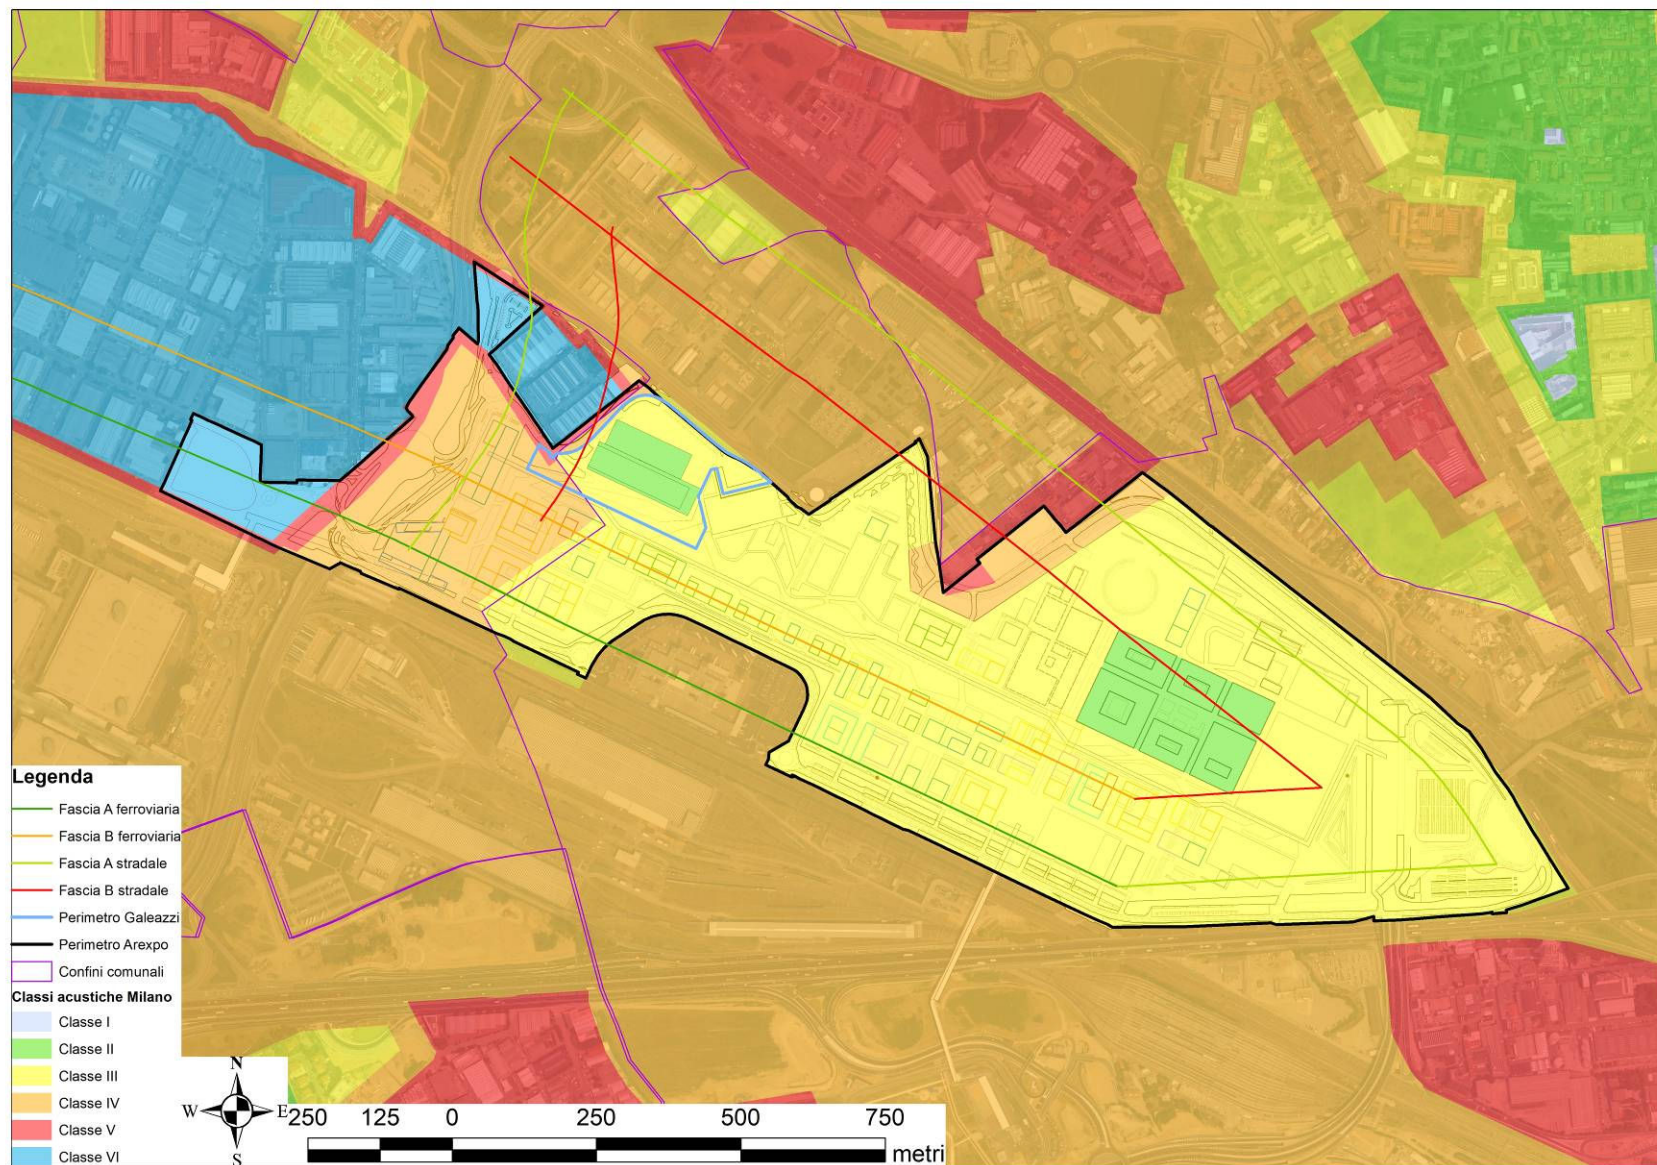 Legenda
Fascia A ferroviaria
Fascia B ferroviaria
Fascia A stradale
Fascia B stradale
Perimetro Galeazzi
Perimetro Arexpo
Confini comunali
Classi acustiche Milano
Classe I
Classe II
Classe III
Classe IV
Classe V
Classe VI
N
W E
S
250 125 0 250 500 750
metri